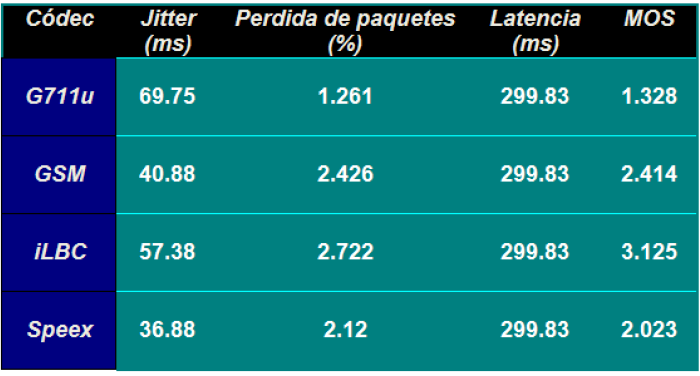 Códec Jitter (ms) Perdida de paquetes (%) Latencia (ms) MOS
G711u 69.75 1.261 299.83 1.328
GSM 40.88 2.426 299.83 2.414
iLBC 57.38 2.722 299.83 3.125
Speex 36.88 2.12 299.83 2.023